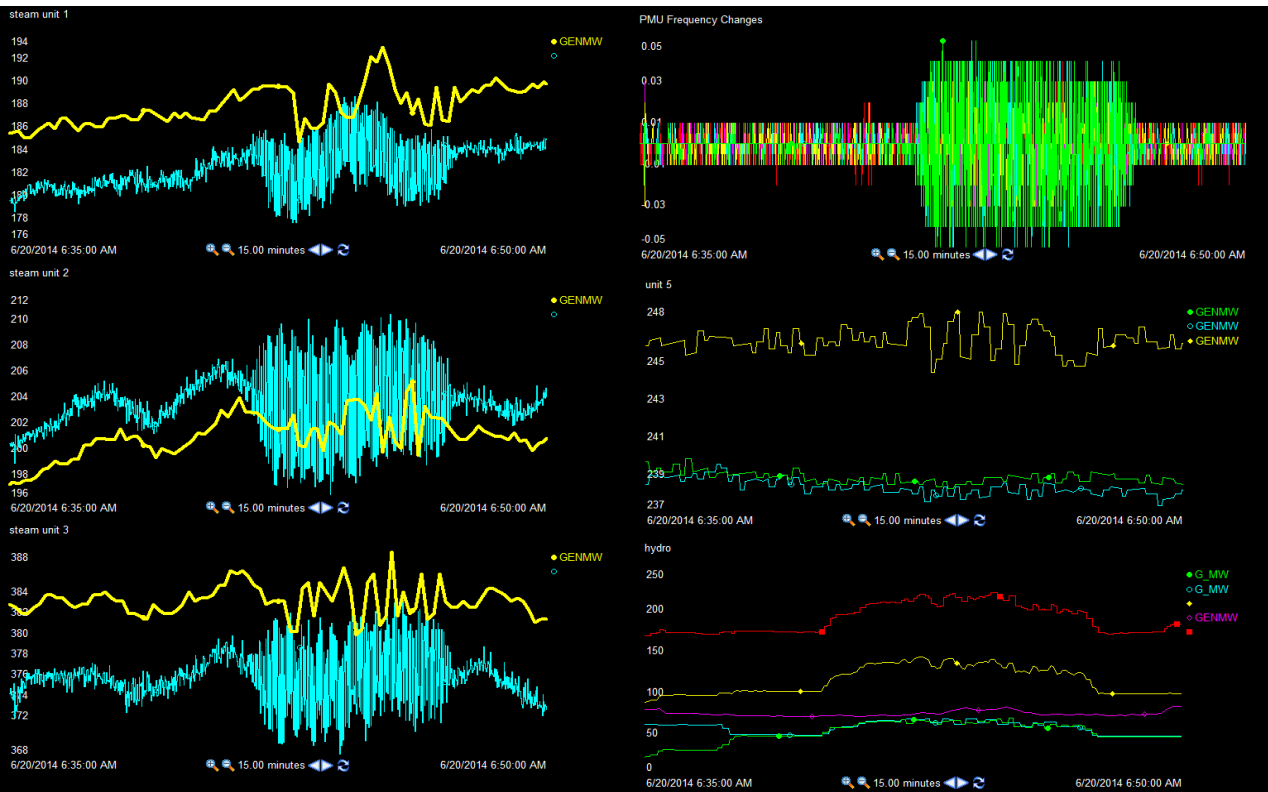 steam unit 1
194
192
190
188
186
184
182
180
178
176
GENMW
6/20/2014 6:35:00 AM
15.00 minutes
6/20/2014 6:50:00 AM
steam unit 2
212
210
208
206
204
202
200
198
196
GENMW
6/20/2014 6:35:00 AM
15.00 minutes
6/20/2014 6:50:00 AM
steam unit 3
388
384
382
380
378
376
374
372
368
GENMW
6/20/2014 6:35:00 AM
15.00 minutes
6/20/2014 6:50:00 AM
PMU Frequency Changes
0.05
0.03
0.01
-0.03
-0.05
6/20/2014 6:35:00 AM
15.00 minutes
6/20/2014 6:50:00 AM
unit 5
248
245
243
241
239
237
GENMW
GENMW
GENMW
6/20/2014 6:35:00 AM
15.00 minutes
6/20/2014 6:50:00 AM
hydro
250
200
150
100
50
0
G_MW
G_MW
GENMW
6/20/2014 6:35:00 AM
15.00 minutes
6/20/2014 6:50:00 AM